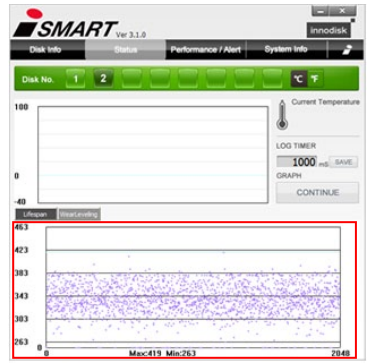 iSMART Ver 3.1.0
innodisk
Disk Info Status Performance / Alert System Info
Disk No. 1 2 °C °F
100
0
-40
Current Temperature
LOG TIMER
1000 mS SAVE
GRAPH
CONTINUE
Lifespan WearLeveling
463
423
383
343
303
263
0
0 Max:419 Min:263 2048